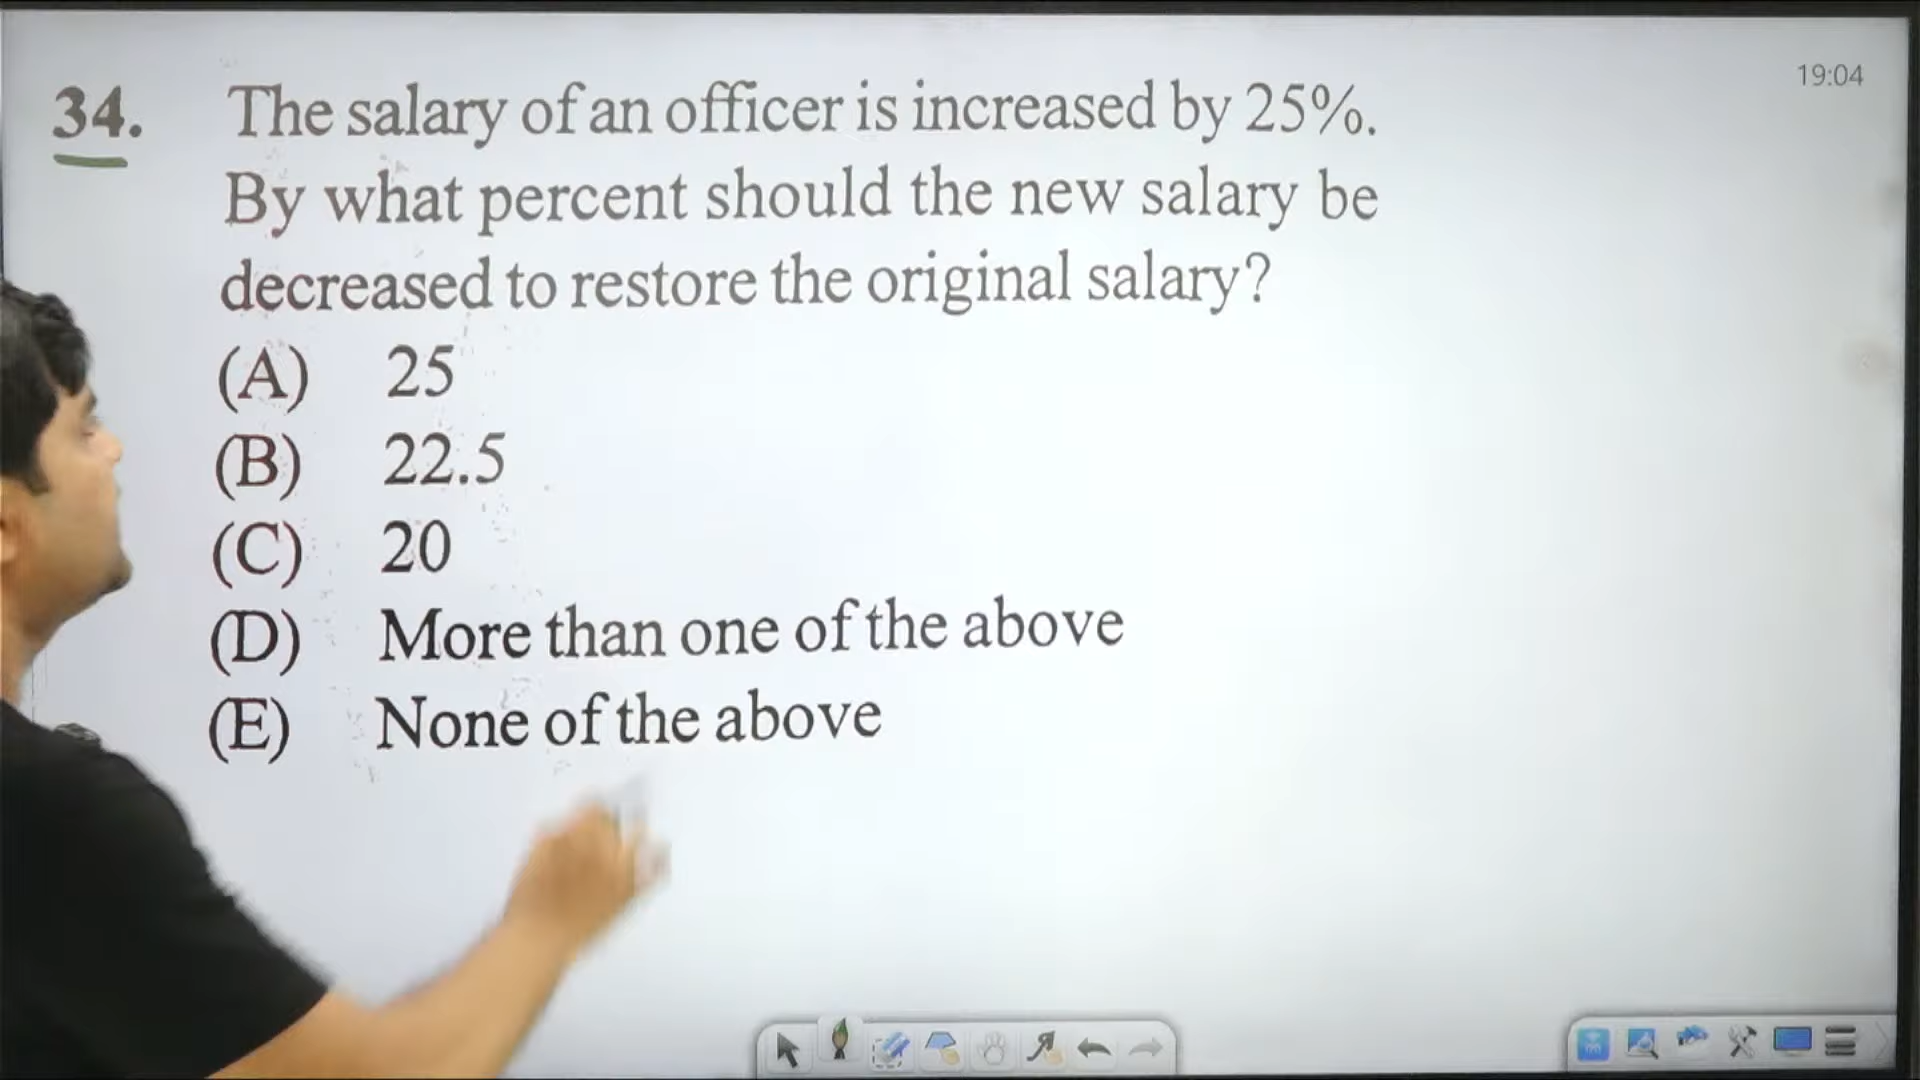 19:04
34. The salary of an officer is increased by 25%.
By what percent should the new salary be
decreased to restore the original salary?
(A) 25
(B) 22.5
(C) 20
(D) More than one of the above
(E) None of the above